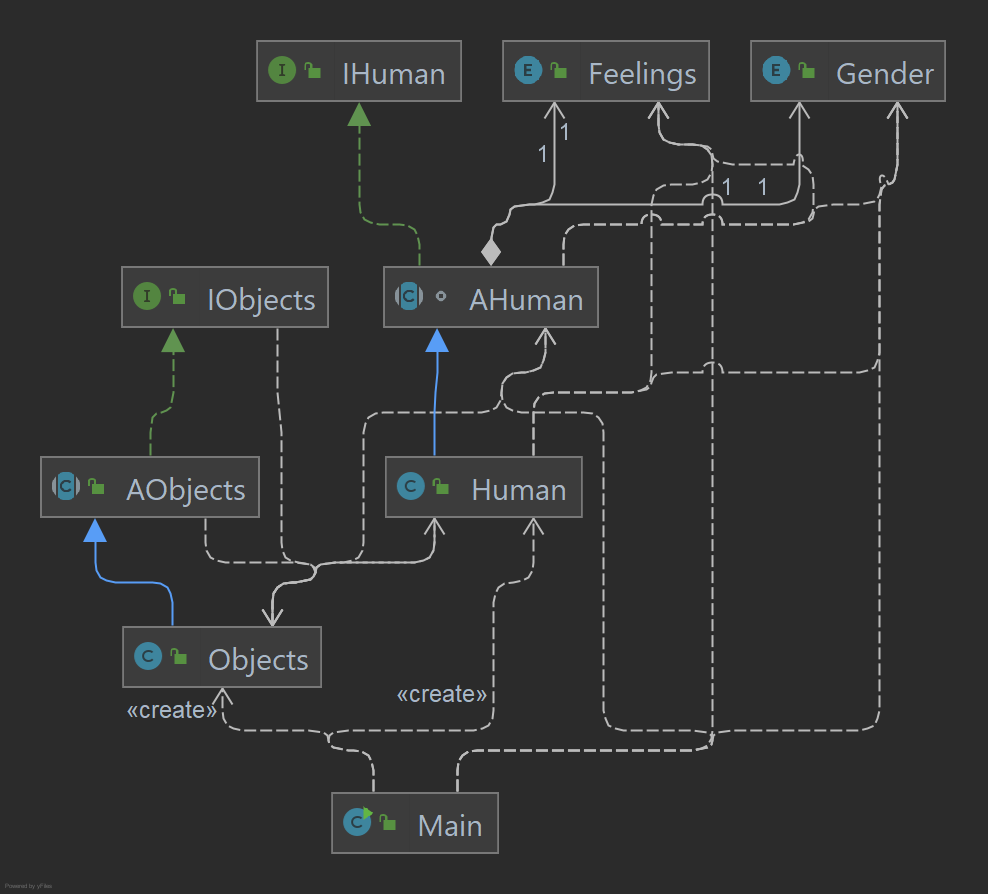 IHuman
Feelings
Gender
1
1
1
1
IObjects
AHuman
AObjects
Human
Objects
«create»
«create»
Main
Powered by yFiles